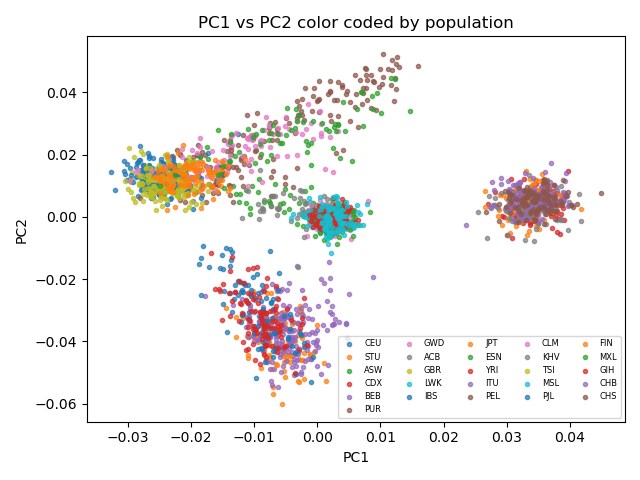 PC1 vs PC2 color coded by population
PC2
0.04
0.02
0.00
−0.02
−0.04
−0.06
−0.03
−0.02
−0.01
0.00
0.01
0.02
0.03
0.04
PC1
CEU GWD JPT CLM FIN
STU ACB ESN KHV MXL
ASW GBR YRI TSI GIH
CDX LWK ITU MSL CHB
BEB IBS PEL PJL CHS
PUR